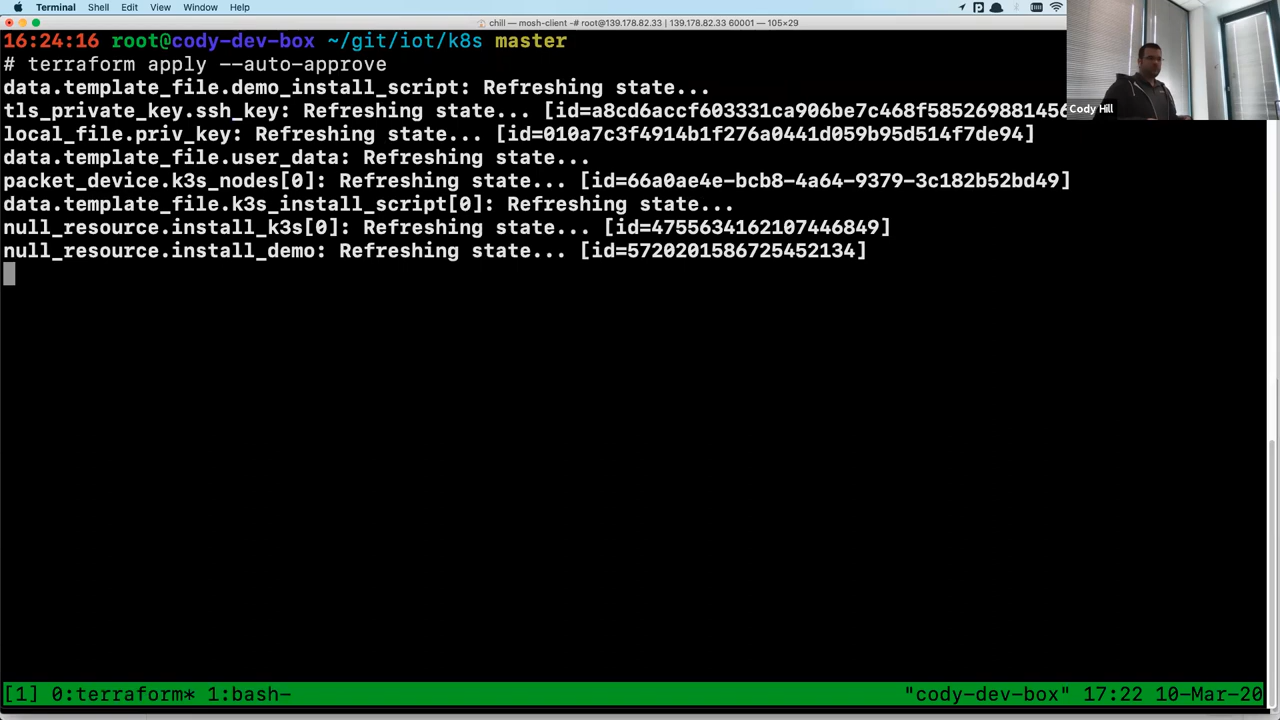 Terminal Shell Edit View Window Help
chill — mosh-client -# root@139.178.82.33 | 139.178.82.33 60001 — 105×29
16:24:16 root@cody-dev-box ~/git/iot/k8s master
# terraform apply --auto-approve
data.template_file.demo_install_script: Refreshing state...
tls_private_key.ssh_key: Refreshing state... [id=a8cd6accf603331ca906be7c468f585269881456
Cody Hill
local_file.priv_key: Refreshing state... [id=010a7c3f4914b1f276a0441d059b95d514f7de94]
data.template_file.user_data: Refreshing state...
packet_device.k3s_nodes[0]: Refreshing state... [id=66a0ae4e-bcb8-4a64-9379-3c182b52bd49]
data.template_file.k3s_install_script[0]: Refreshing state...
null_resource.install_k3s[0]: Refreshing state... [id=4755634162107446849]
null_resource.install_demo: Refreshing state... [id=5720201586725452134]
[1] 0:terraform* 1:bash- "cody-dev-box" 17:22 10-Mar-20